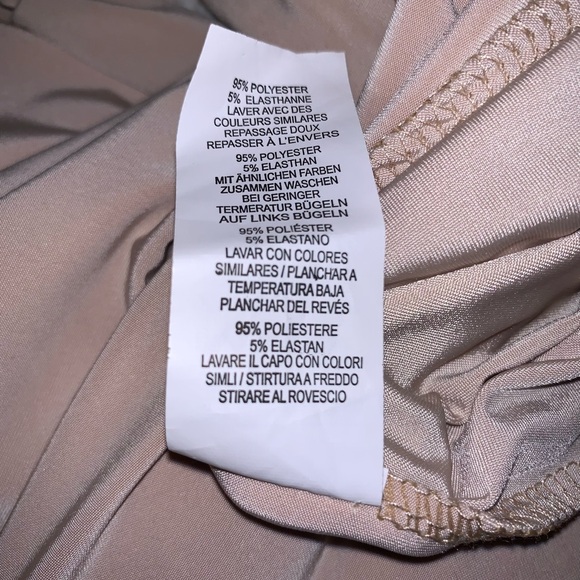 95% POLYESTER
5% ELASTHANNE
LAVER AVEC DES
COULEURS SIMILARES
REPASSAGE DOUX
REPASSER À L'ENVERS
95% POLYESTER
5% ELASTHAN
MIT ÄHNLICHEN FARBEN
ZUSAMMEN WASCHEN
BEI GERINGER
TERMERATUR BÜGELN
AUF LINKS BÜGELN
95% POLIÉSTER
5% ELASTANO
LAVAR CON COLORES
SIMILARES / PLANCHAR A
TEMPERATURA BAJA
PLANCHAR DEL REVÉS
95% POLIESTERE
5% ELASTAN
LAVARE IL CAPO CON COLORI
SIMLI / STIRTURA A FREDDO
STIRARE AL ROVESCIO